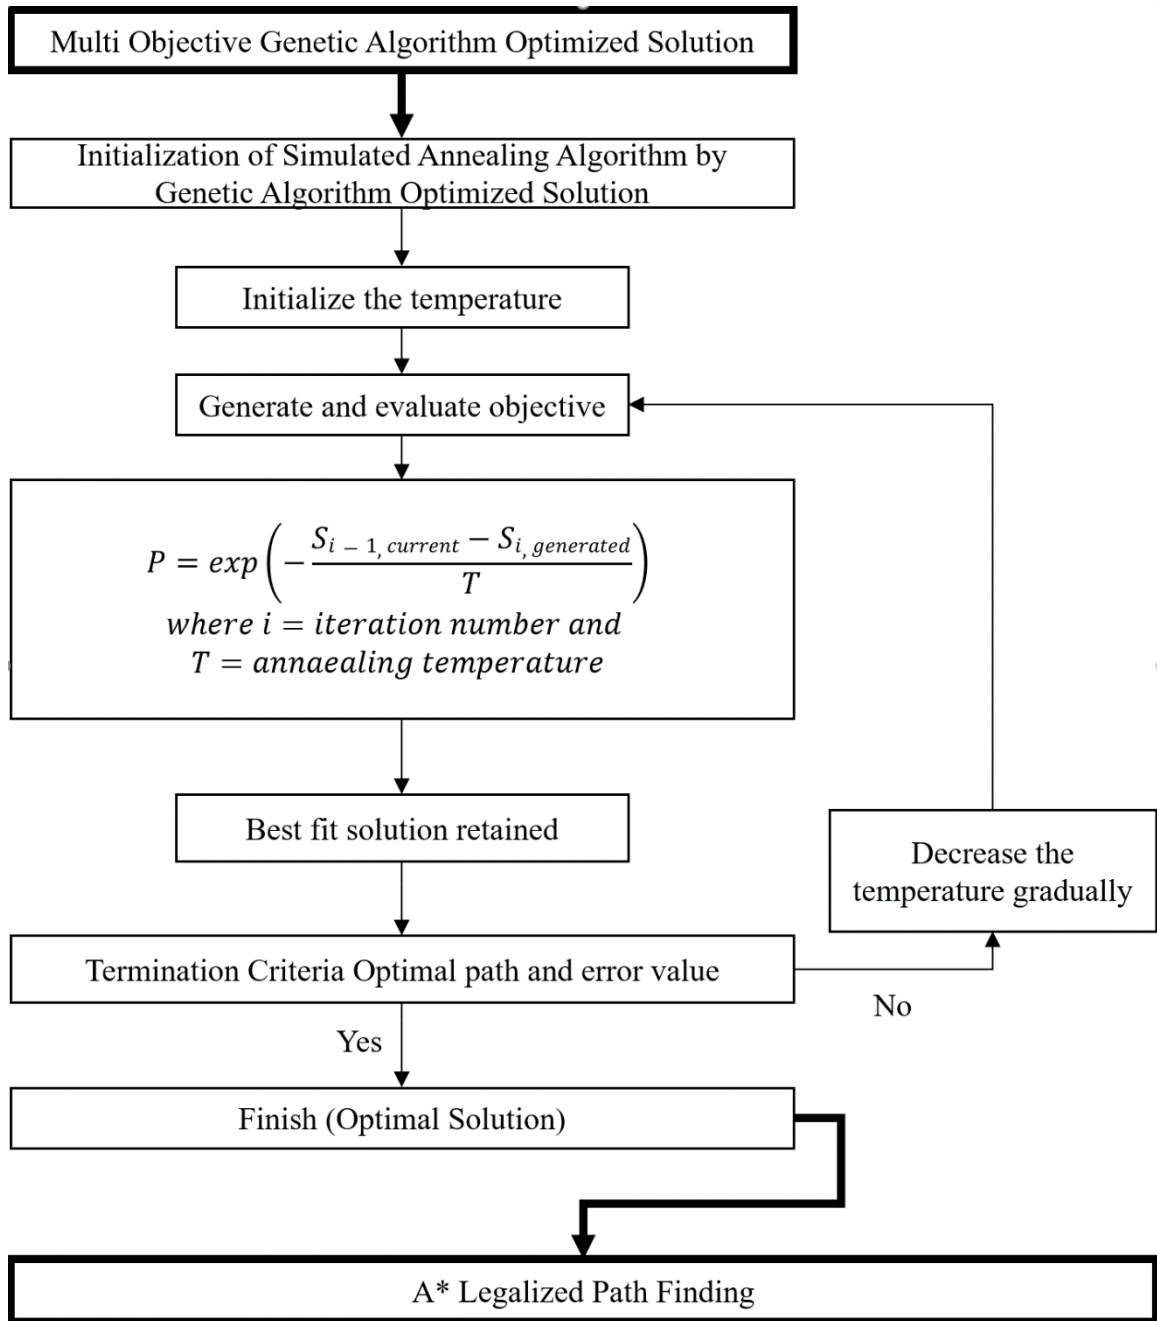 Multi Objective Genetic Algorithm Optimized Solution
Initialization of Simulated Annealing Algorithm by
Genetic Algorithm Optimized Solution
Initialize the temperature
Generate and evaluate objective
P = exp(−(S_{i − 1, current} − S_{i, generated})/T)
where i = iteration number and
T = annaealing temperature
Best fit solution retained
Decrease the
temperature gradually
Termination Criteria Optimal path and error value
No
Yes
Finish (Optimal Solution)
A* Legalized Path Finding